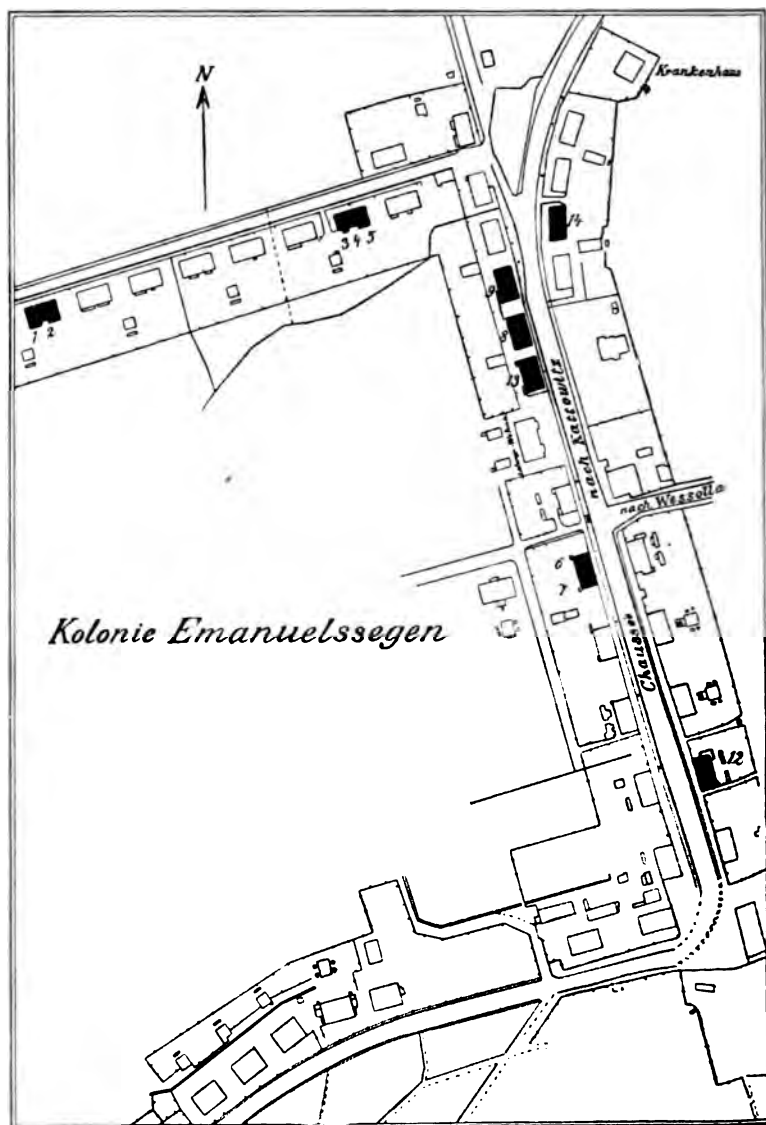 N
Krankenhaus
14
3 4 5
9
8
1 2
13
nach Kattowitz
nach Wessolla
6
7
Kolonie Emanuelssegen
Chaussee
12